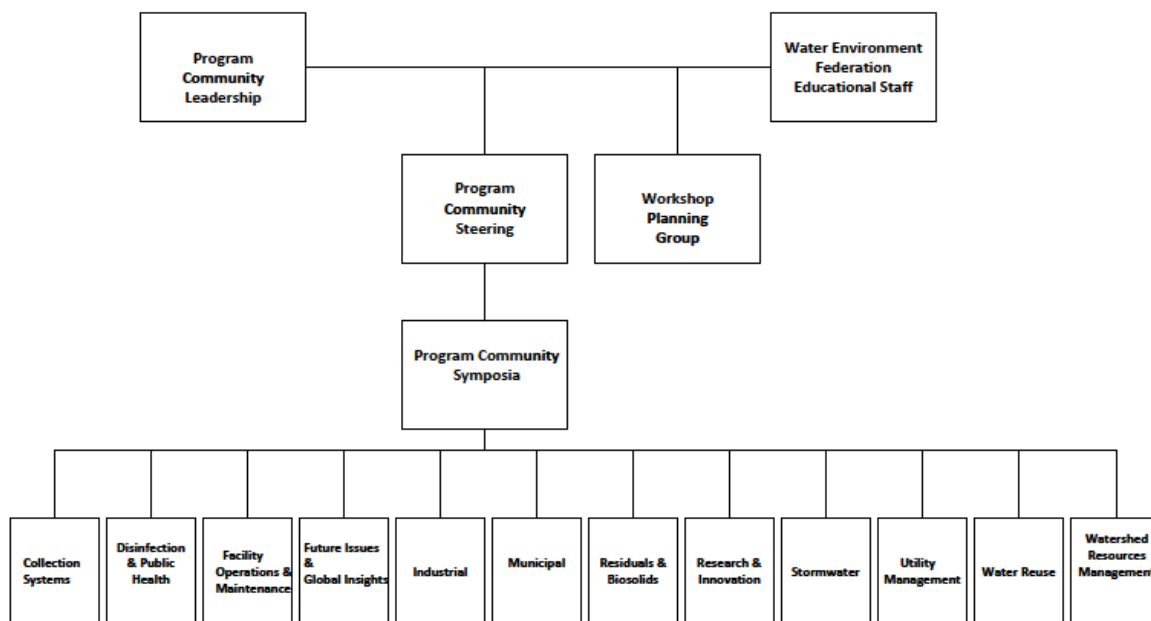 Program
Community
Leadership
Water Environment
Federation
Educational Staff
Program
Community
Steering
Workshop
Planning
Group
Program Community
Symposia
Collection
Systems
Disinfection
& Public
Health
Facility
Operations &
Maintenance
Future Issues
&
Global Insights
Industrial
Municipal
Residuals &
Biosolids
Research &
Innovation
Stormwater
Utility
Management
Water Reuse
Watershed
Resources
Management